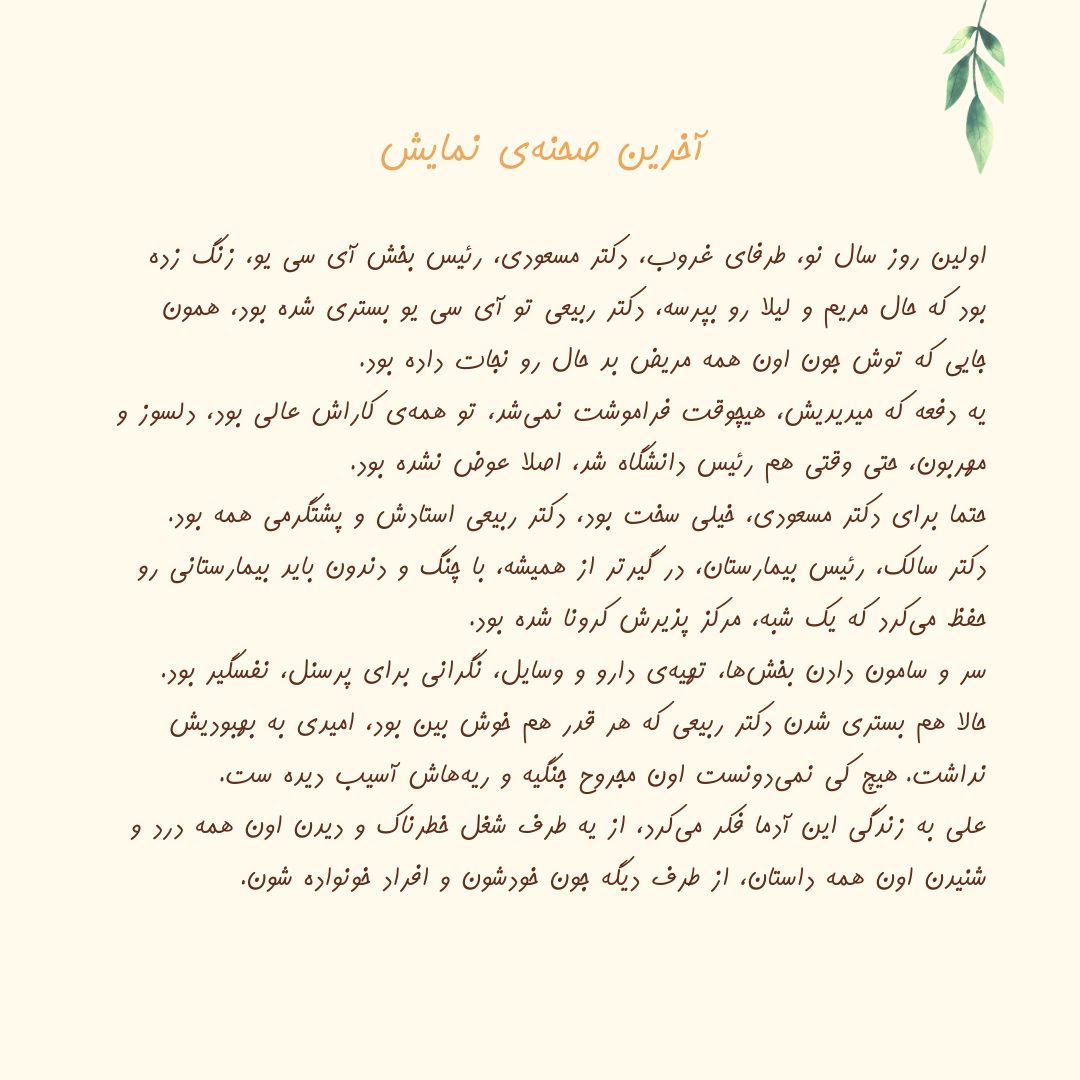 آخرین صحنه‌ی نمایش
اولین روز سال نو، طرفای غروب، دکتر مسعودی، رئیس بخش آی سی یو، زنگ زده
بود که حال مریم و لیلا رو بپرسه، دکتر ربیعی تو آی سی یو بستری شده بود، همون
جایی که توش جون اون همه مریض بد حال رو نجات داده بود.
یه دفعه که میدیدیش، هیچوقت فراموشت نمی‌شد، تو همه‌ی کاراش عالی بود، دلسوز و
مهربون، حتی وقتی هم رئیس دانشگاه شد، اصلا عوض نشده بود.
حتما برای دکتر مسعودی، خیلی سخت بود، دکتر ربیعی استادش و پشتگرمی همه بود.
دکتر سالک، رئیس بیمارستان، در گیرتر از همیشه، با چنگ و دندون باید بیمارستانی رو
حفظ می‌کرد که یک شبه، مرکز پذیرش کرونا شده بود.
سر و سامون دادن بخش‌ها، تهیه‌ی دارو و وسایل، نگرانی برای پرسنل، نفسگیر بود.
حالا هم بستری شدن دکتر ربیعی که هر قدر هم خوش بین بود، امیدی به بهبودیش
نداشت. هیچ کی نمی‌دونست اون مجروح جنگیه و ریه‌هاش آسیب دیده ست.
علی به زندگی این آدما فکر می‌کرد، از یه طرف شغل خطرناک و دیدن اون همه درد و
شنیدن اون همه داستان، از طرف دیگه جون خودشون و افراد خونواده شون.